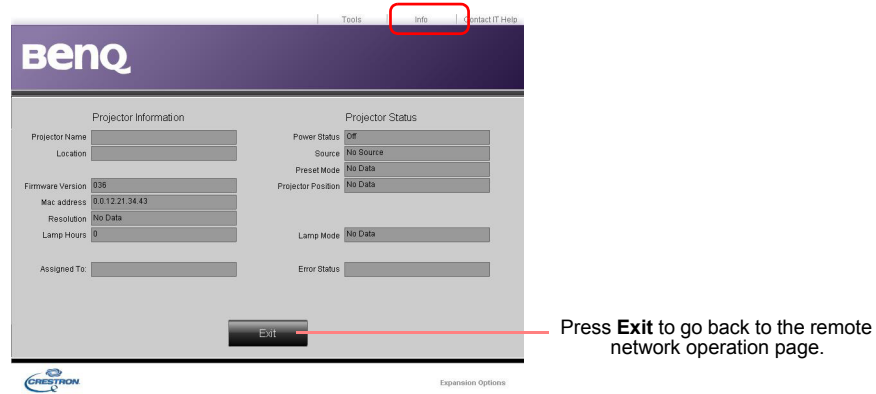 Tools Info Contact IT Help
BenQ
Projector Information
Projector Name
Location
Firmware Version 036
Mac address 0.0.12.21.34.43
Resolution No Data
Lamp Hours 0
Assigned To:
Projector Status
Power Status Off
Source No Source
Preset Mode No Data
Projector Position No Data
Lamp Mode No Data
Error Status
Exit
Press Exit to go back to the remote
network operation page.
CRESTRON
Expansion Options